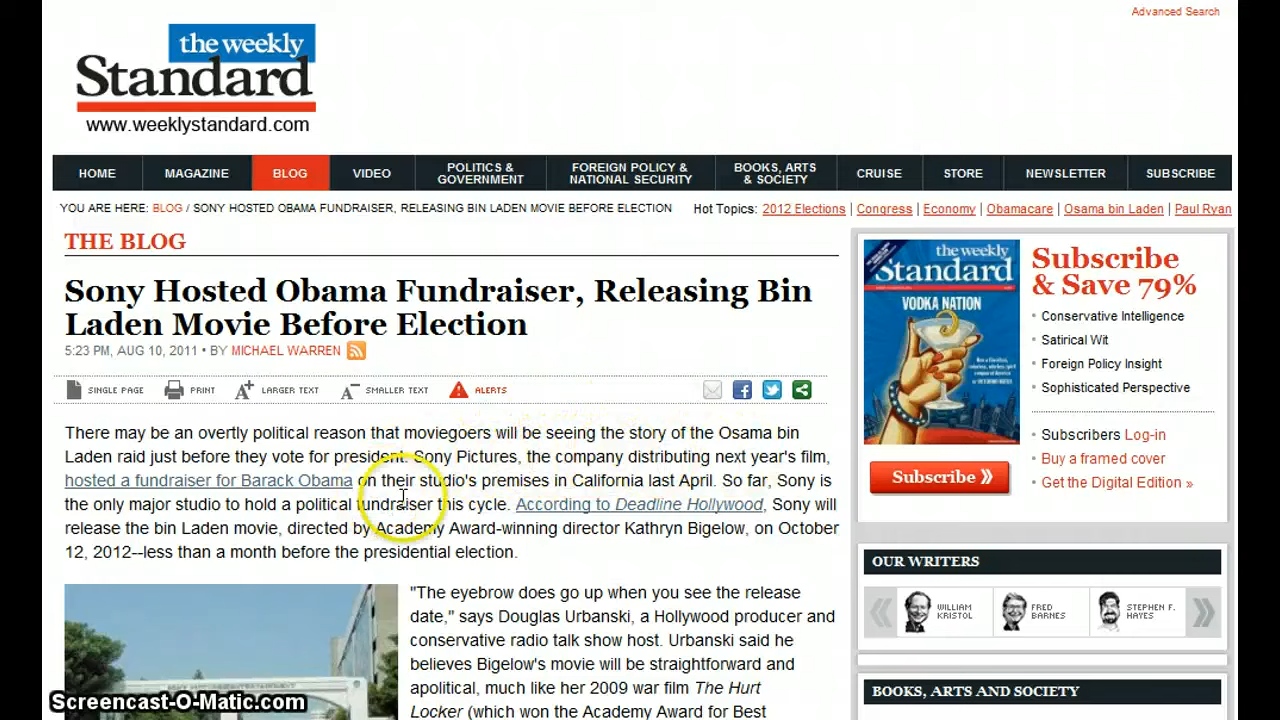 Advanced Search
the weekly
Standard
www.weeklystandard.com
HOME MAGAZINE BLOG VIDEO POLITICS & GOVERNMENT FOREIGN POLICY & NATIONAL SECURITY BOOKS, ARTS & SOCIETY CRUISE STORE NEWSLETTER SUBSCRIBE
YOU ARE HERE: BLOG / SONY HOSTED OBAMA FUNDRAISER, RELEASING BIN LADEN MOVIE BEFORE ELECTION
Hot Topics: 2012 Elections | Congress | Economy | Obamacare | Osama bin Laden | Paul Ryan
THE BLOG
Sony Hosted Obama Fundraiser, Releasing Bin
Laden Movie Before Election
5:23 PM, AUG 10, 2011 • BY MICHAEL WARREN
SINGLE PAGE PRINT A+ LARGER TEXT A- SMALLER TEXT ALERTS
There may be an overtly political reason that moviegoers will be seeing the story of the Osama bin
Laden raid just before they vote for president. Sony Pictures, the company distributing next year's film,
hosted a fundraiser for Barack Obama on their studio's premises in California last April. So far, Sony is
the only major studio to hold a political fundraiser this cycle. According to Deadline Hollywood, Sony will
release the bin Laden movie, directed by Academy Award-winning director Kathryn Bigelow, on October
12, 2012--less than a month before the presidential election.
"The eyebrow does go up when you see the release
date," says Douglas Urbanski, a Hollywood producer and
conservative radio talk show host. Urbanski said he
believes Bigelow's movie will be straightforward and
apolitical, much like her 2009 war film The Hurt
Locker (which won the Academy Award for Best
the weekly
Standard
VODKA NATION
Subscribe
& Save 79%
Conservative Intelligence
Satirical Wit
Foreign Policy Insight
Sophisticated Perspective
Subscribers Log-in
Buy a framed cover
Get the Digital Edition »
Subscribe »
OUR WRITERS
WILLIAM
KRISTOL
FRED
BARNES
STEPHEN F.
HAYES
BOOKS, ARTS AND SOCIETY
Screencast-O-Matic.com